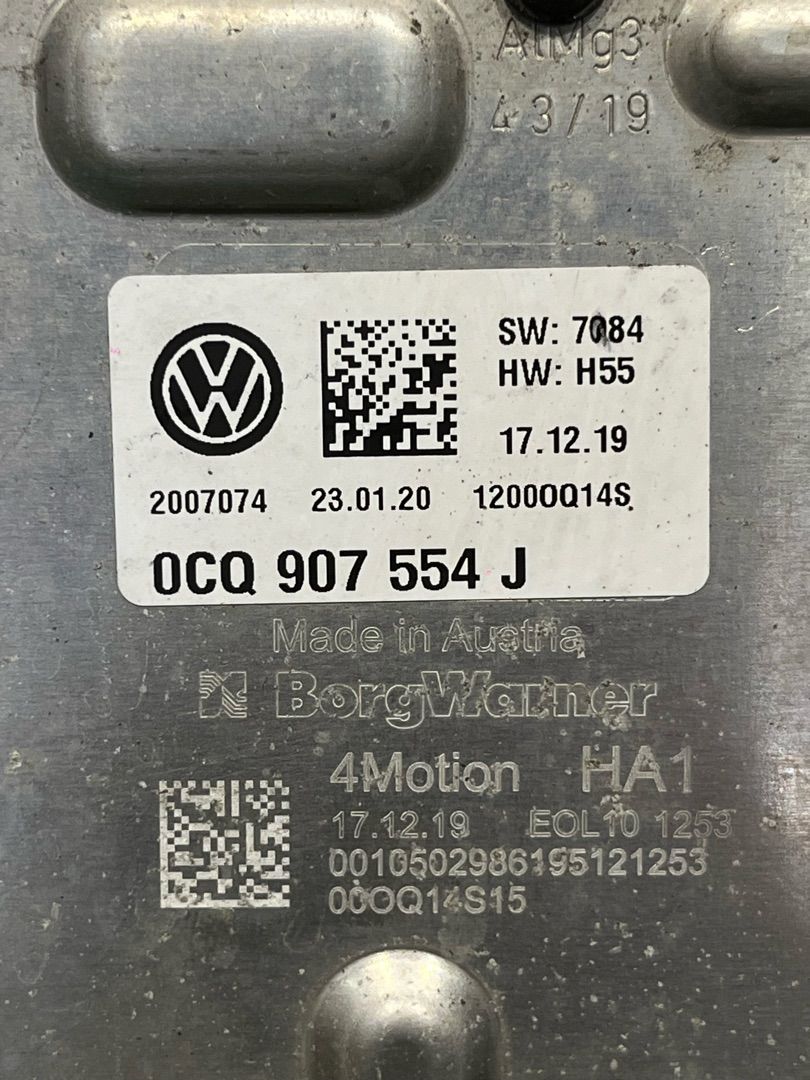 AlMg3
43/19
SW: 7084
HW: H55
17.12.19
2007074 23.01.20 1200OQ14S
0CQ 907 554 J
Made in Austria
BorgWarner
4Motion HA1
17.12.19 EOL10 1253
0010502986195121253
00OQ14S15